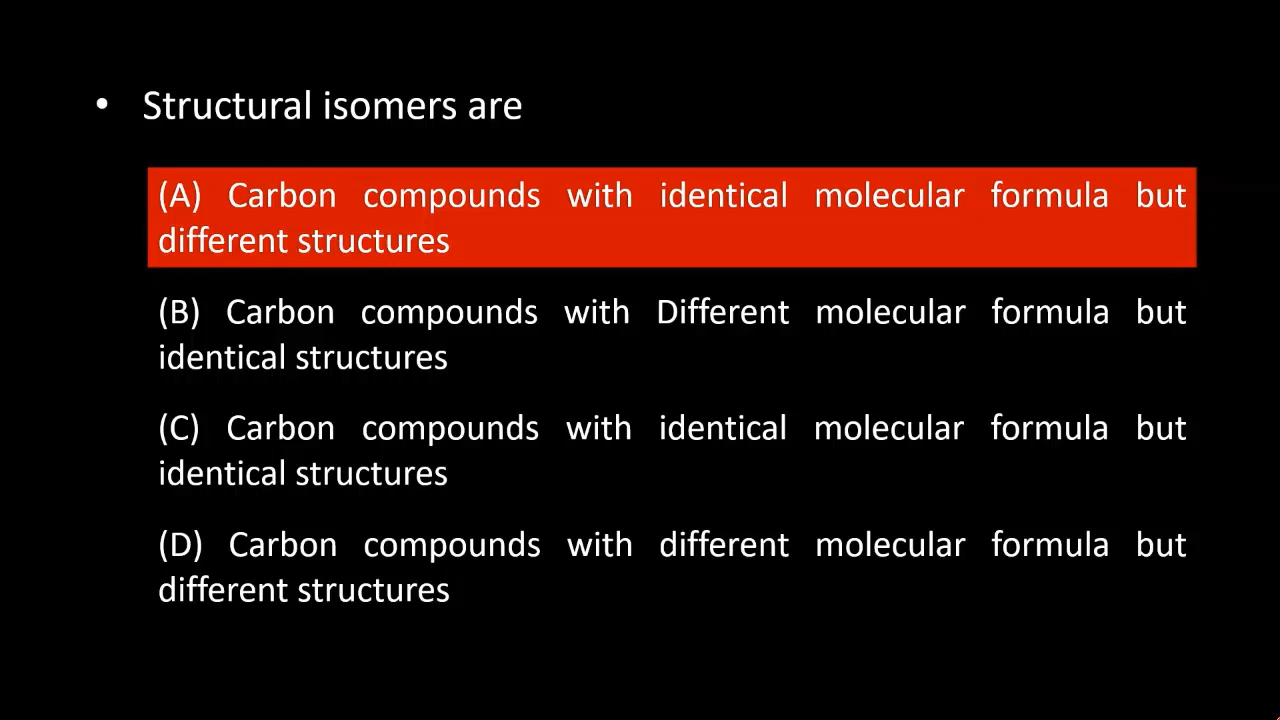 • Structural isomers are
(A) Carbon compounds with identical molecular formula but
different structures
(B) Carbon compounds with Different molecular formula but
identical structures
(C) Carbon compounds with identical molecular formula but
identical structures
(D) Carbon compounds with different molecular formula but
different structures